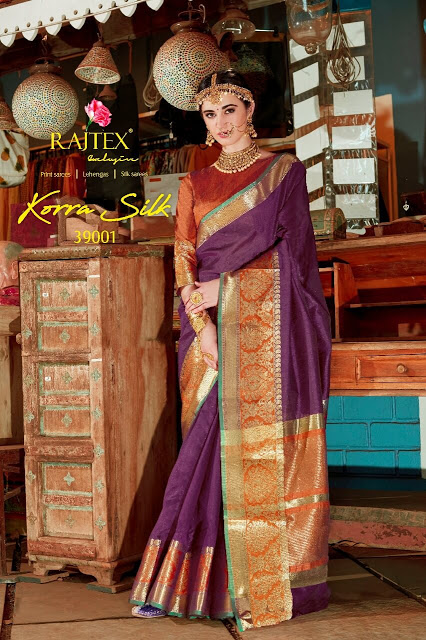 RAJTEX®
Exclusive
Print sarees | Lehengas | Silk sarees
Korra Silk
39001